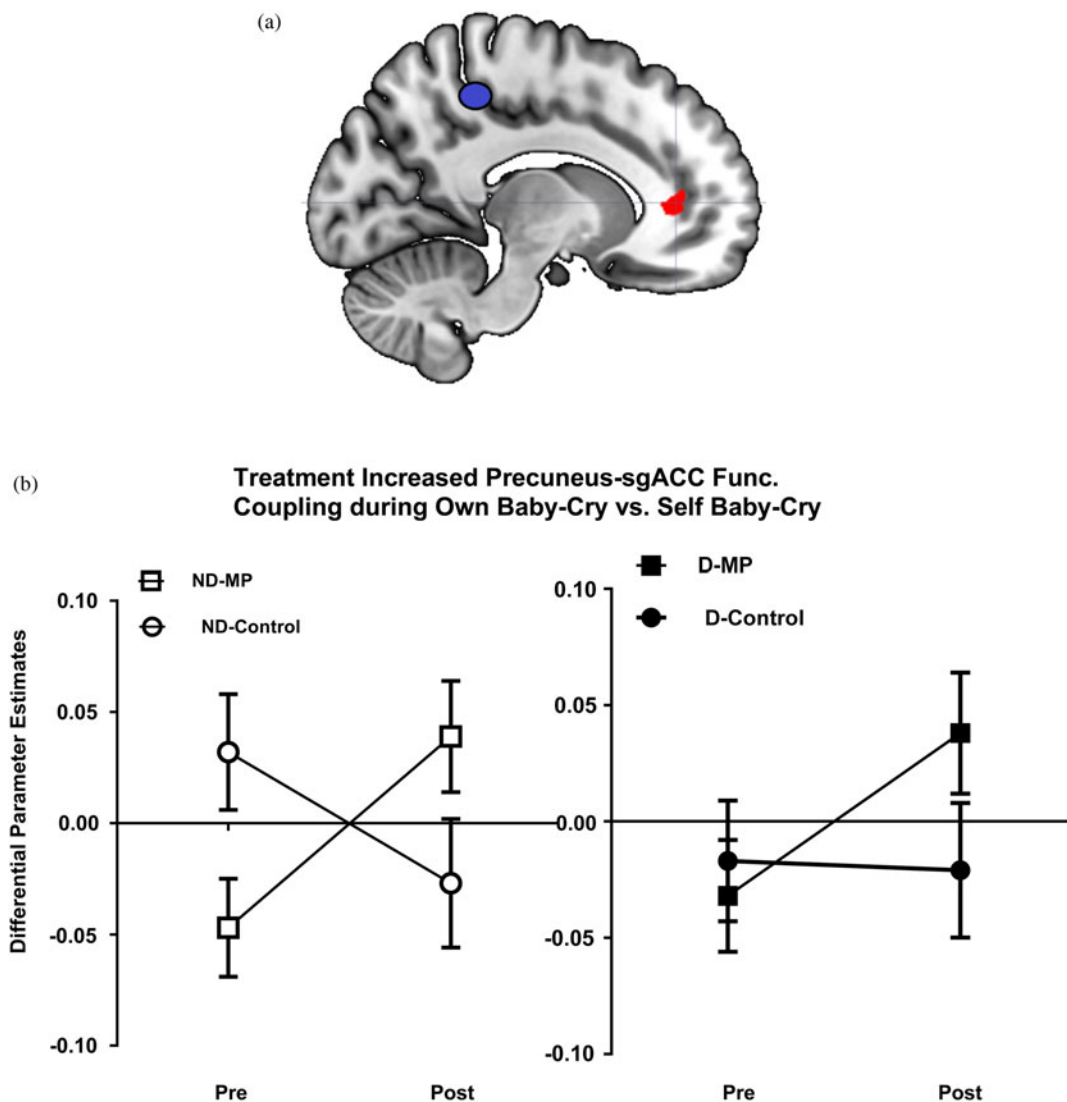 (a)
(b)
Treatment Increased Precuneus-sgACC Func.
Coupling during Own Baby-Cry vs. Self Baby-Cry
Differential Parameter Estimates
ND-MP
ND-Control
0.10
0.05
0.00
-0.05
-0.10
Pre Post
D-MP
D-Control
0.10
0.05
0.00
-0.05
-0.10
Pre Post